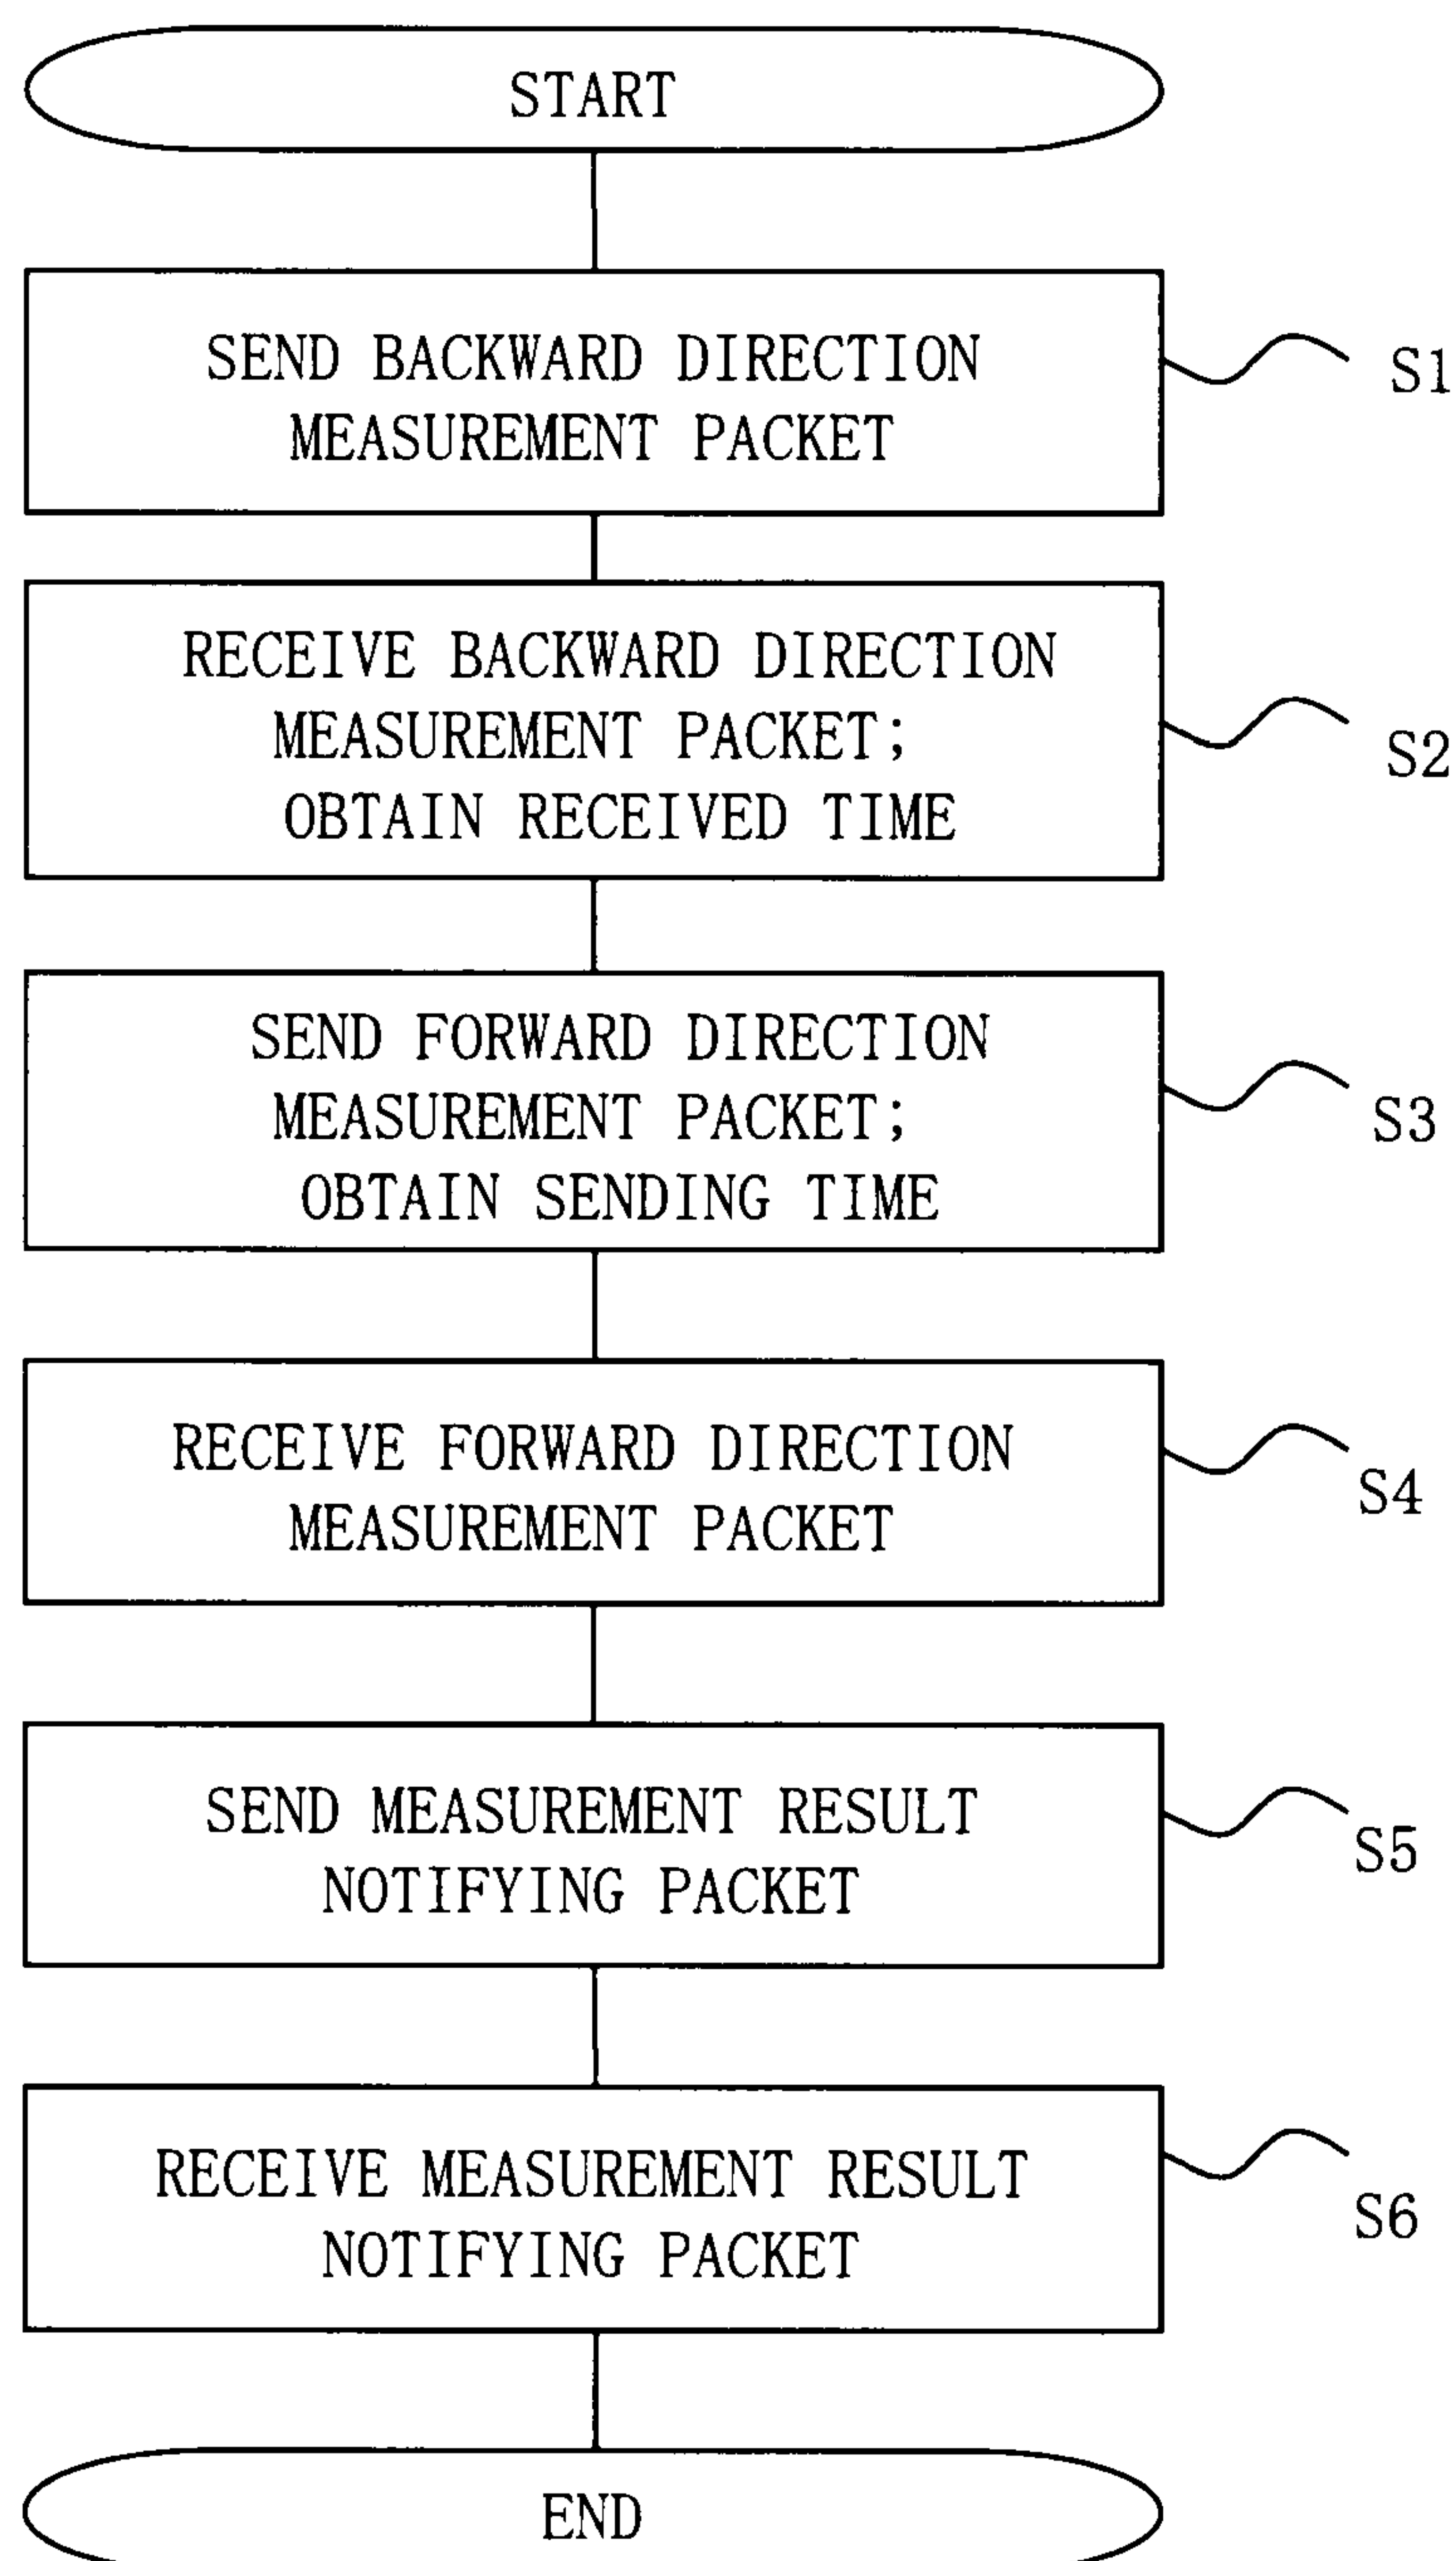 START
SEND BACKWARD DIRECTION
MEASUREMENT PACKET
S1
RECEIVE BACKWARD DIRECTION
MEASUREMENT PACKET;
OBTAIN RECEIVED TIME
S2
SEND FORWARD DIRECTION
MEASUREMENT PACKET;
OBTAIN SENDING TIME
S3
RECEIVE FORWARD DIRECTION
MEASUREMENT PACKET
S4
SEND MEASUREMENT RESULT
NOTIFYING PACKET
S5
RECEIVE MEASUREMENT RESULT
NOTIFYING PACKET
S6
END